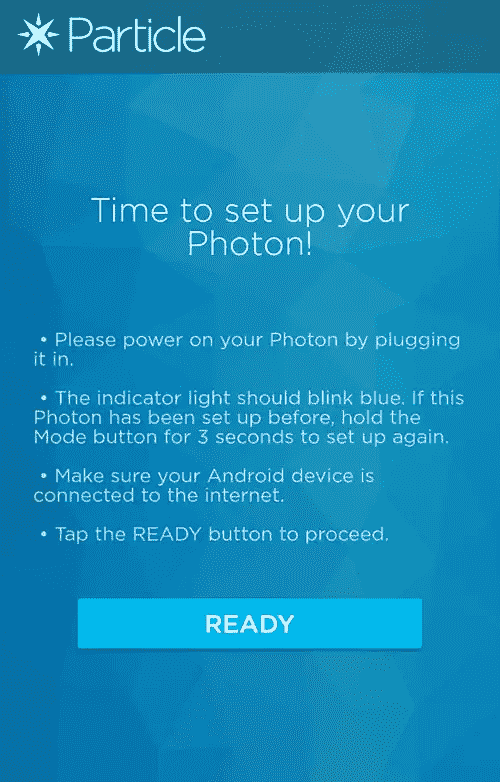 Particle
Time to set up your
Photon!
• Please power on your Photon by plugging
it in.
• The indicator light should blink blue. If this
Photon has been set up before, hold the
Mode button for 3 seconds to set up again.
• Make sure your Android device is
connected to the internet.
• Tap the READY button to proceed.
READY